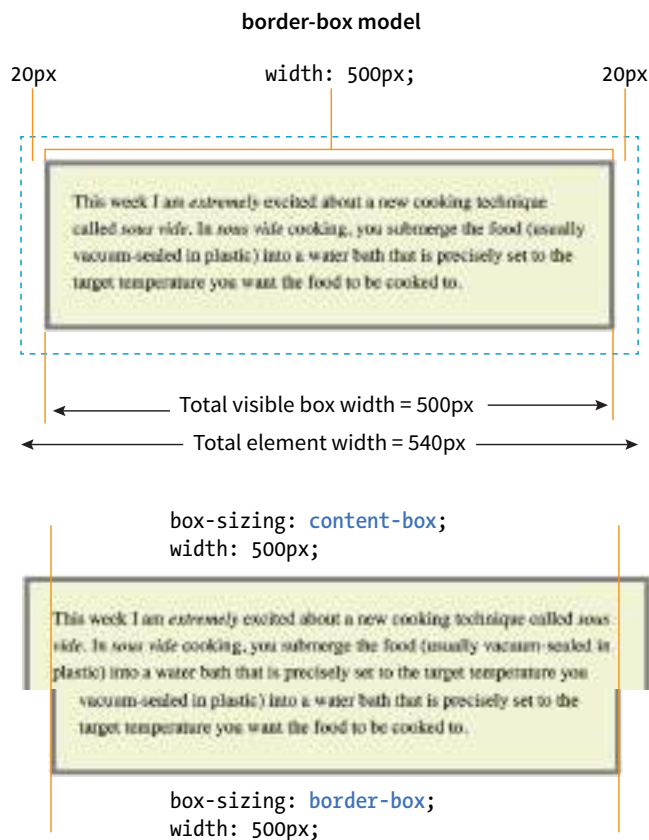 border-box model
20px width: 500px; 20px
This week I am extremely excited about a new cooking technique
called sous vide. In sous vide cooking, you submerge the food (usually
vacuum-sealed in plastic) into a water bath that is precisely set to the
target temperature you want the food to be cooked to.
Total visible box width = 500px
Total element width = 540px
box-sizing: content-box;
width: 500px;
This week I am extremely excited about a new cooking technique called sous
vide. In sous vide cooking, you submerge the food (usually vacuum-sealed in
plastic) into a water bath that is precisely set to the target temperature you
vacuum-sealed in plastic) into a water bath that is precisely set to the
target temperature you want the food to be cooked to.
box-sizing: border-box;
width: 500px;